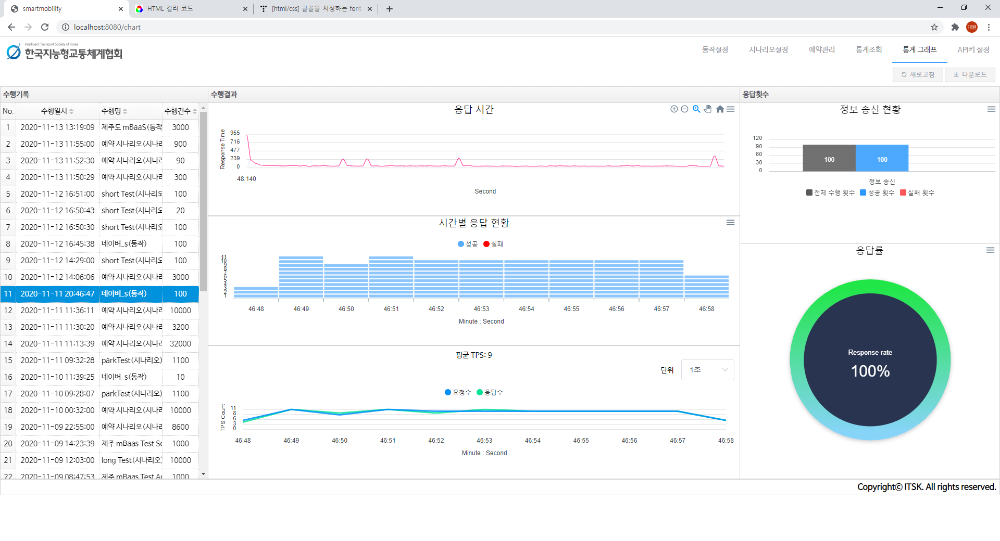 smartmobility
HTML 컬러 코드
[html/css] 글꼴을 지정하는 font-
localhost:8080/chart
대원
Intelligent Transport Society of Korea
한국지능형교통체계협회
동작설정 시나리오설정 예약관리 통계조회 통계 그래프 API키 설정
새로고침 다운로드
수행기록
No. 수행일시 수행명 수행건수
1 2020-11-13 13:19:09 제주도 mBaaS(동작 3000
2 2020-11-13 11:55:00 예약 시나리오(시나리 900
3 2020-11-13 11:52:30 예약 시나리오(시나리 90
4 2020-11-13 11:50:29 예약 시나리오(시나리 300
5 2020-11-12 16:51:00 short Test(시나리오 100
6 2020-11-12 16:50:43 short Test(시나리오 20
7 2020-11-12 16:50:30 short Test(시나리오 100
8 2020-11-12 16:45:38 네이버_s(동작) 100
9 2020-11-12 14:29:00 short Test(시나리오 100
10 2020-11-12 14:06:06 예약 시나리오(시나리 3000
11 2020-11-11 20:46:47 네이버_s(동작) 100
12 2020-11-11 11:36:11 예약 시나리오(시나리 10000
13 2020-11-11 11:30:20 예약 시나리오(시나리 3200
14 2020-11-11 11:13:39 예약 시나리오(시나리 32000
15 2020-11-11 09:32:28 parkTest(시나리오) 1100
16 2020-11-10 11:39:25 네이버_s(동작) 10
17 2020-11-10 09:28:07 parkTest(시나리오) 1100
18 2020-11-10 00:32:00 예약 시나리오(시나리 10000
19 2020-11-09 22:55:00 예약 시나리오(시나리 8600
20 2020-11-09 14:23:39 제주 mBaas Test Sc 1000
21 2020-11-09 12:03:00 long Test(시나리오) 10000
22 2020-11-09 08:47:53 제주 mBaas Test Ac 1000
수행결과
응답 시간
Response Time
955
716
477
239
0
48.140
Second
시간별 응답 현황
성공 실패
11
10
9
8
7
6
5
4
3
2
1
46:48 46:49 46:50 46:51 46:52 46:53 46:54 46:55 46:56 46:57 46:58
Minute : Second
평균 TPS: 9
단위 1초
요청수 응답수
TPS Count
11
8
6
3
0
46:48 46:49 46:50 46:51 46:52 46:53 46:54 46:55 46:56 46:57 46:58
Minute : Second
응답횟수
정보 송신 현황
120
90
60
30
0
100 100
정보 송신
전체 수행 횟수 성공 횟수 실패 횟수
응답률
Response rate
100%
Copyrightⓒ ITSK. All rights reserved.